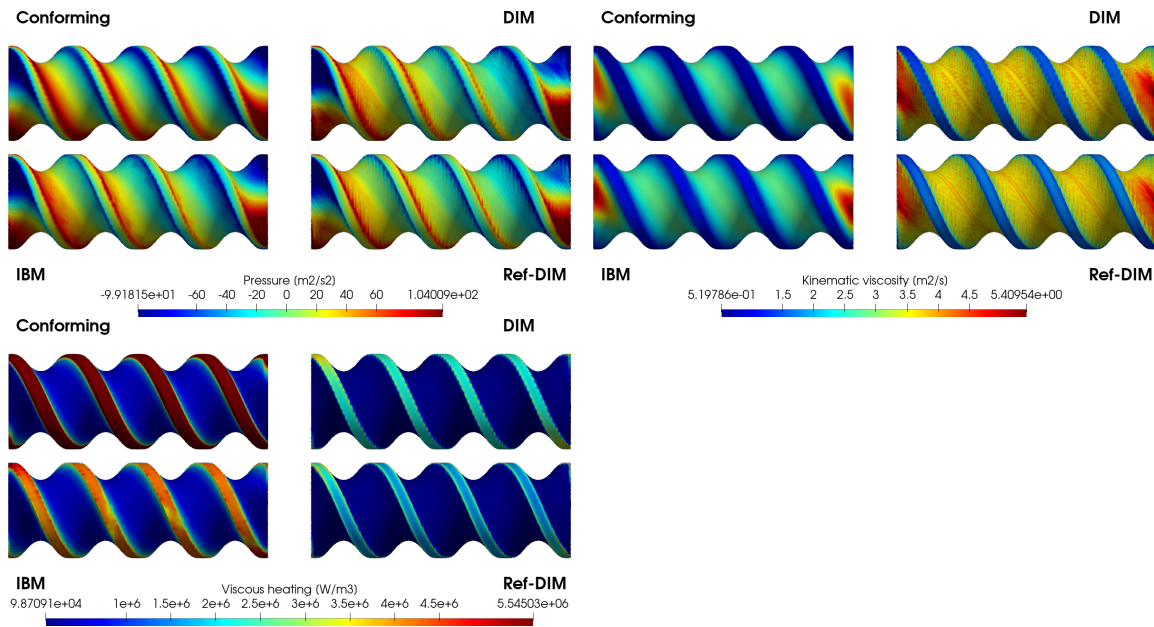 Conforming DIM
IBM Ref-DIM
Pressure [m2/s2]
-9.91815e+01 -60 -40 -20 0 20 40 60 1.04009e+02
Conforming DIM
IBM Ref-DIM
Kinematic viscosity [m2/s]
5.19786e-01 1.5 2 2.5 3 3.5 4 4.5 5.40954e+00
Conforming DIM
IBM Ref-DIM
Viscous heating [W/m3]
9.87091e+04 1e+6 1.5e+6 2e+6 2.5e+6 3e+6 3.5e+6 4e+6 4.5e+6 5.54503e+06